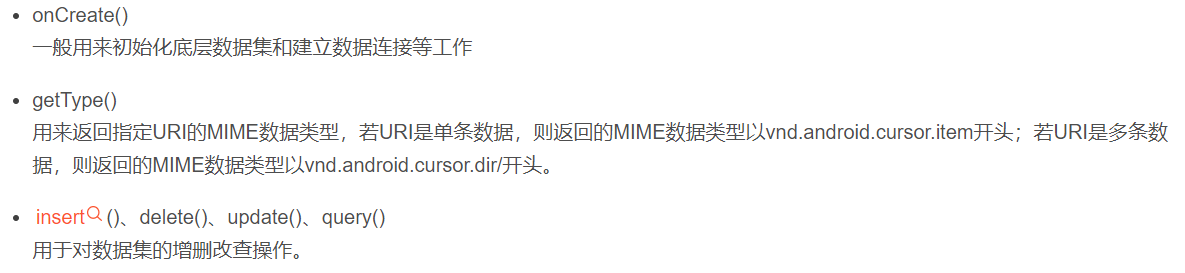 onCreate()
一般用来初始化底层数据集和建立数据连接等工作
getType()
用来返回指定URI的MIME数据类型，若URI是单条数据，则返回的MIME数据类型以vnd.android.cursor.item开头；若URI是多条数
据，则返回的MIME数据类型以vnd.android.cursor.dir/开头。
insert()、delete()、update()、query()
用于对数据集的增删改查操作。